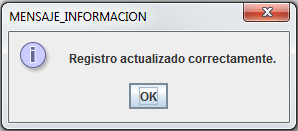 MENSAJE_INFORMACION
Registro actualizado correctamente.
OK